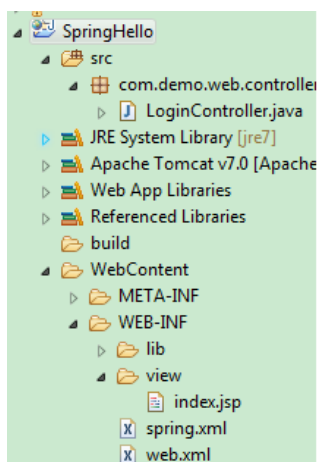 SpringHello
src
com.demo.web.controller
LoginController.java
JRE System Library [jre7]
Apache Tomcat v7.0 [Apache
Web App Libraries
Referenced Libraries
build
WebContent
META-INF
WEB-INF
lib
view
index.jsp
spring.xml
web.xml